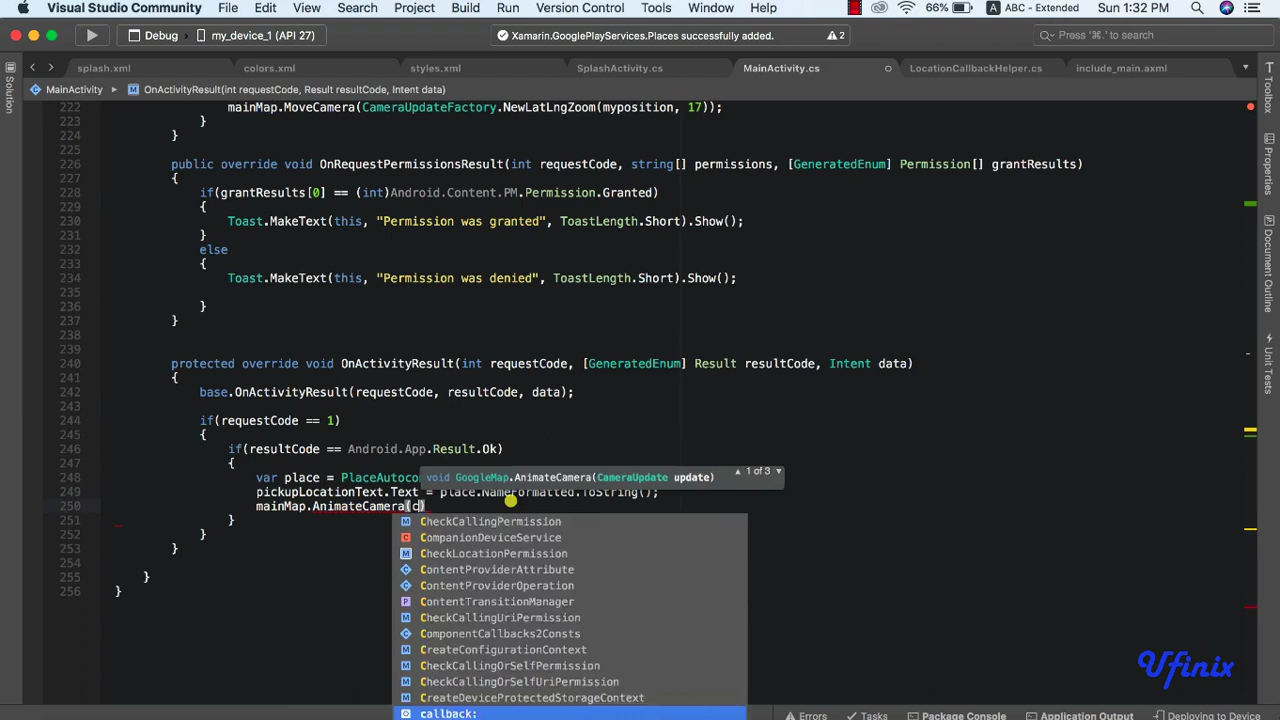 Visual Studio Community File Edit View Search Project Build Run Version Control Tools Window Help 66% ABC - Extended Sun 1:32 PM
Debug my_device_1 (API 27) Xamarin.GooglePlayServices.Places successfully added. 2 Press '⌘.' to search
splash.xml colors.xml styles.xml SplashActivity.cs MainActivity.cs LocationCallbackHelper.cs include_main.axml
MainActivity OnActivityResult(int requestCode, Result resultCode, Intent data)
Solution
Toolbox
Properties
Document Outline
Unit Tests
222 mainMap.MoveCamera(CameraUpdateFactory.NewLatLngZoom(myposition, 17));
223 }
224 }
225
226 public override void OnRequestPermissionsResult(int requestCode, string[] permissions, [GeneratedEnum] Permission[] grantResults)
227 {
228 if(grantResults[0] == (int)Android.Content.PM.Permission.Granted)
229 {
230 Toast.MakeText(this, "Permission was granted", ToastLength.Short).Show();
231 }
232 else
233 {
234 Toast.MakeText(this, "Permission was denied", ToastLength.Short).Show();
235
236 }
237 }
238
239
240 protected override void OnActivityResult(int requestCode, [GeneratedEnum] Result resultCode, Intent data)
241 {
242 base.OnActivityResult(requestCode, resultCode, data);
243
244 if(requestCode == 1)
245 {
246 if(resultCode == Android.App.Result.Ok)
247 {
248 var place = PlaceAutoco
void GoogleMap.AnimateCamera(CameraUpdate update) 1 of 3
249 pickupLocationText.Text = place.NameFormatted.ToString();
250 mainMap.AnimateCamera(c)
251 }
252 }
253 }
254
255 }
256 }
CheckCallingPermission
CompanionDeviceService
CheckLocationPermission
ContentProviderAttribute
ContentProviderOperation
ContentTransitionManager
CheckCallingUriPermission
ComponentCallbacks2Consts
CreateConfigurationContext
CheckCallingOrSelfPermission
CheckCallingOrSelfUriPermission
CreateDeviceProtectedStorageContext
callback:
Ufinix
Errors Tasks Package Console Application Output Deploying to Device